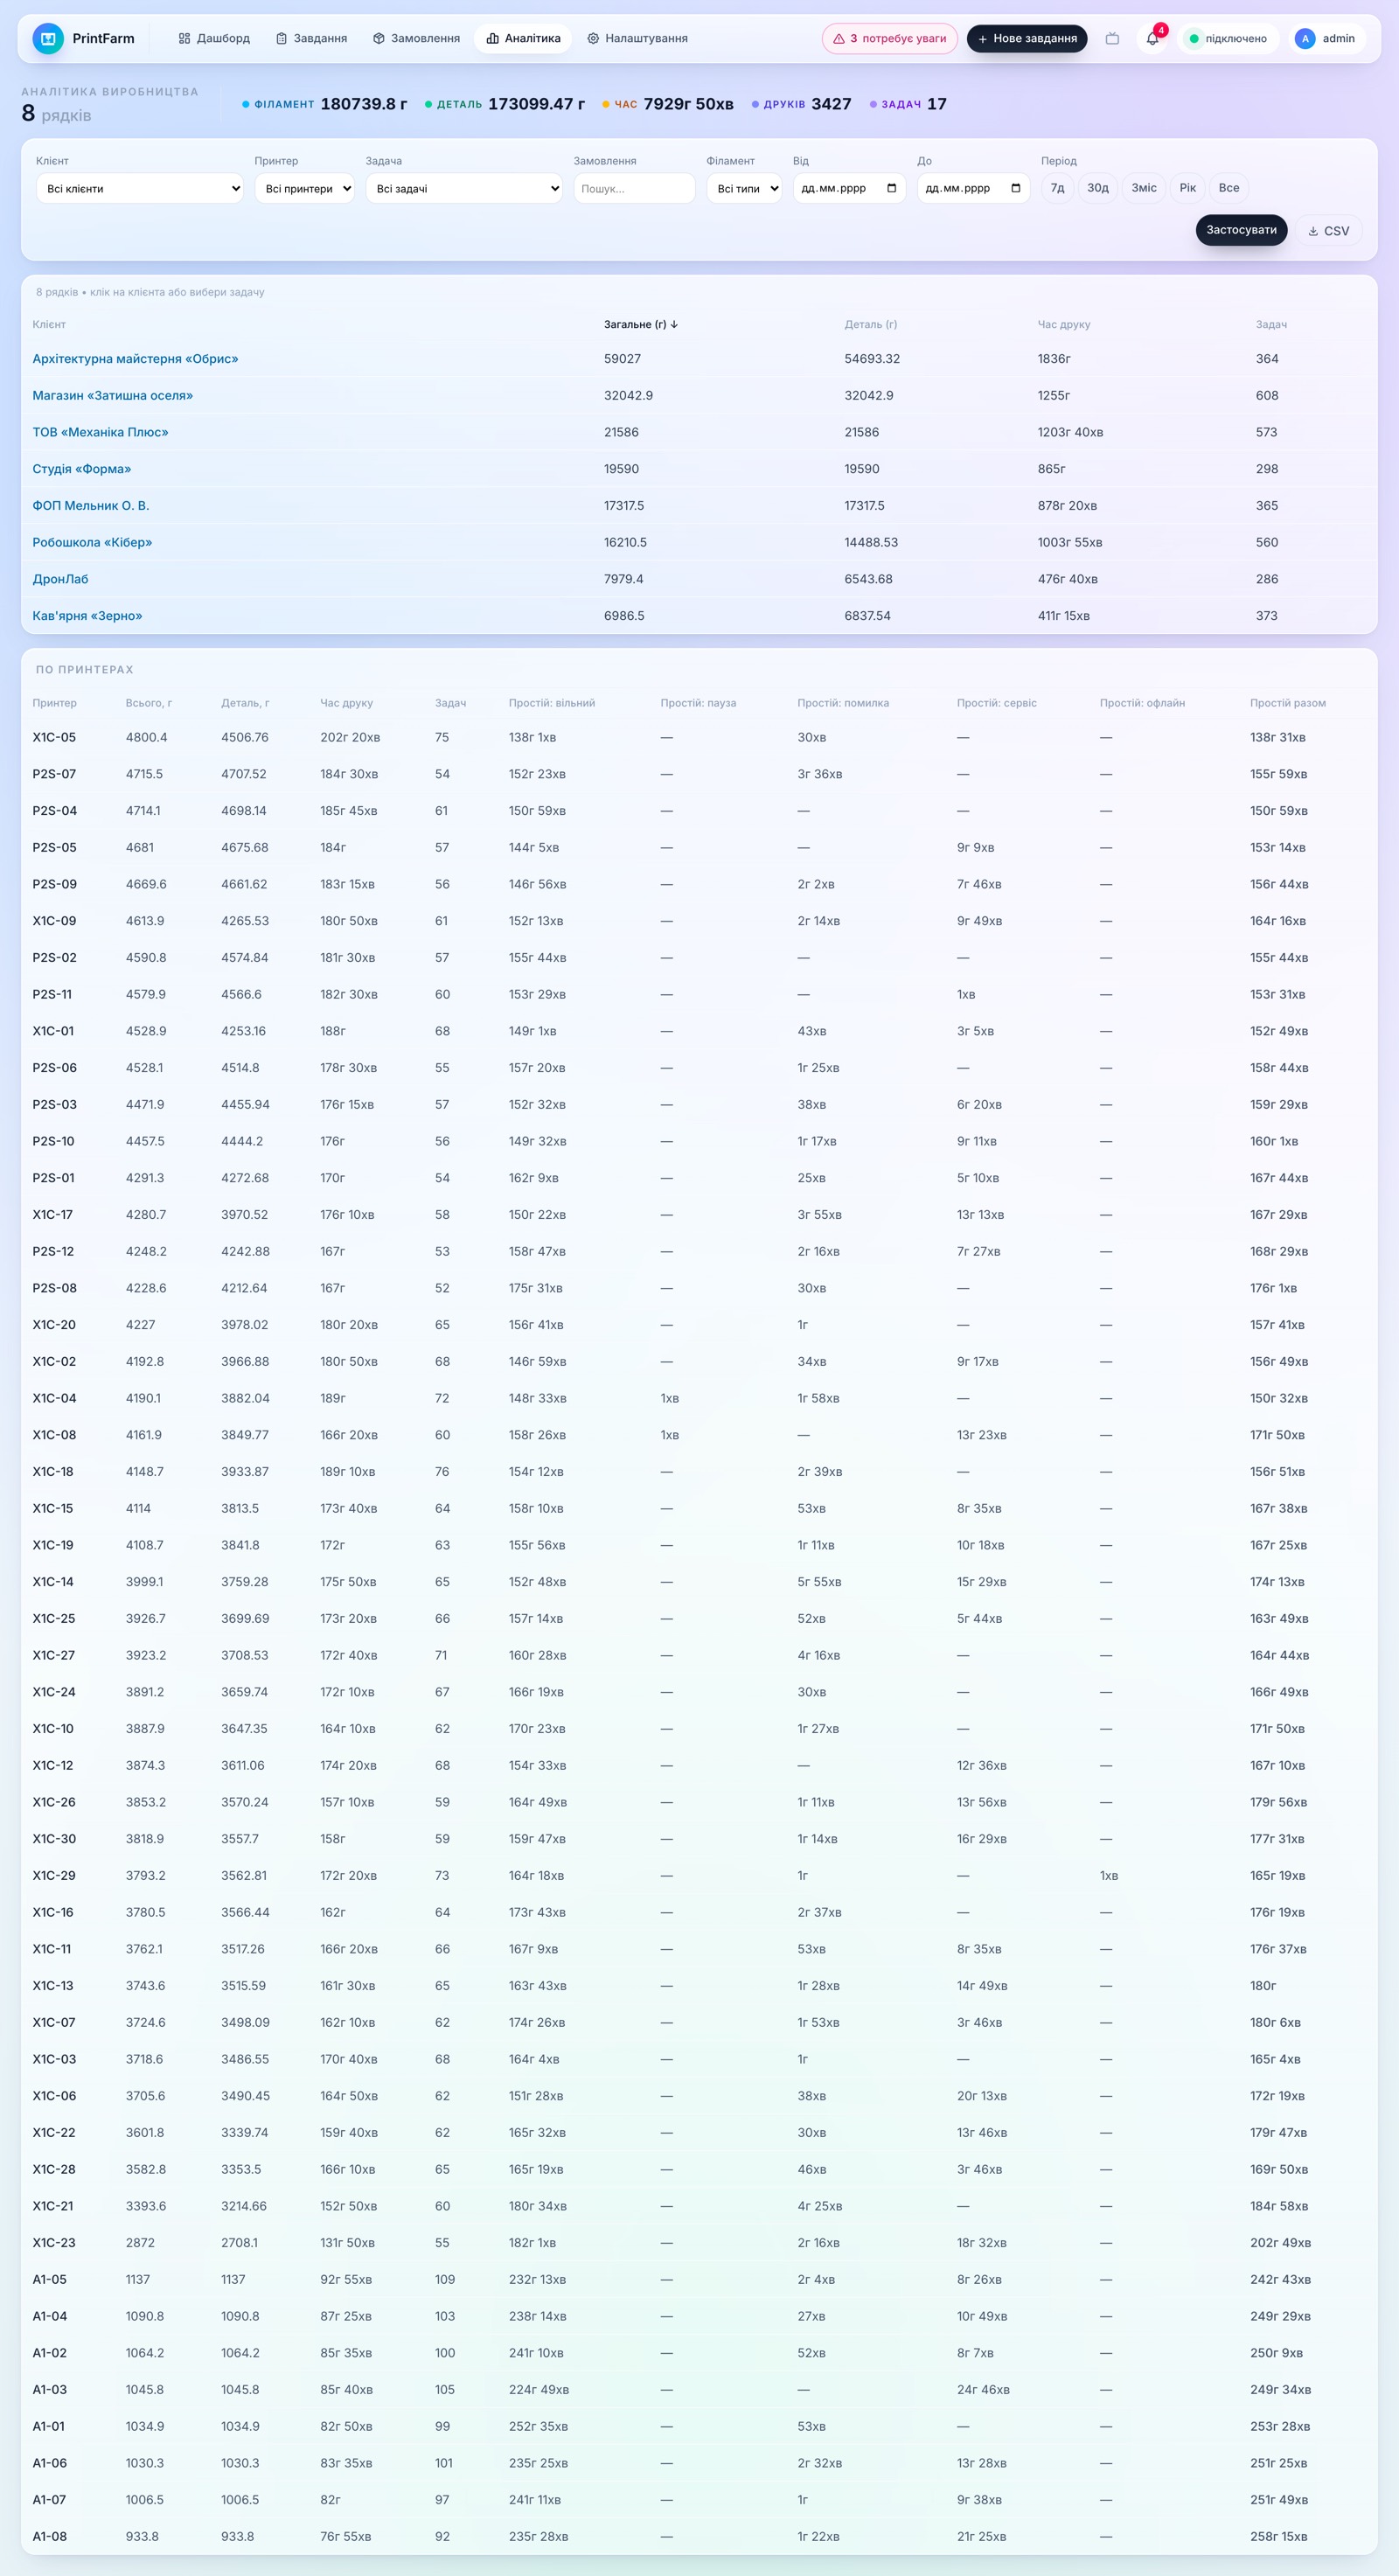 PrintFarm Дашборд Завдання Замовлення Аналітика Налаштування 3 потребує уваги + Нове завдання 4 підключено A admin
АНАЛІТИКА ВИРОБНИЦТВА
8 рядків
ФІЛАМЕНТ 180739.8 г ДЕТАЛЬ 173099.47 г ЧАС 7929г 50хв ДРУКІВ 3427 ЗАДАЧ 17
Клієнт Принтер Задача Замовлення Філамент Від До Період
Всі клієнти Всі принтери Всі задачі Пошук... Всі типи дд.мм.рррр дд.мм.рррр 7д 30д 3міс Рік Все
Застосувати CSV
8 рядків • клік на клієнта або вибери задачу
Клієнт Загальне (г) ↓ Деталь (г) Час друку Задач
Архітектурна майстерня «Обрис» 59027 54693.32 1836г 364
Магазин «Затишна оселя» 32042.9 32042.9 1255г 608
ТОВ «Механіка Плюс» 21586 21586 1203г 40хв 573
Студія «Форма» 19590 19590 865г 298
ФОП Мельник О. В. 17317.5 17317.5 878г 20хв 365
Робошкола «Кібер» 16210.5 14488.53 1003г 55хв 560
ДронЛаб 7979.4 6543.68 476г 40хв 286
Кав'ярня «Зерно» 6986.5 6837.54 411г 15хв 373
ПО ПРИНТЕРАХ
Принтер Всього, г Деталь, г Час друку Задач Простій: вільний Простій: пауза Простій: помилка Простій: сервіс Простій: офлайн Простій разом
X1C-05 4800.4 4506.76 202г 20хв 75 138г 1хв — 30хв — — 138г 31хв
P2S-07 4715.5 4707.52 184г 30хв 54 152г 23хв — 3г 36хв — — 155г 59хв
P2S-04 4714.1 4698.14 185г 45хв 61 150г 59хв — — — — 150г 59хв
P2S-05 4681 4675.68 184г 57 144г 5хв — — 9г 9хв — 153г 14хв
P2S-09 4669.6 4661.62 183г 15хв 56 146г 56хв — 2г 2хв 7г 46хв — 156г 44хв
X1C-09 4613.9 4265.53 180г 50хв 61 152г 13хв — 2г 14хв 9г 49хв — 164г 16хв
P2S-02 4590.8 4574.84 181г 30хв 57 155г 44хв — — — — 155г 44хв
P2S-11 4579.9 4566.6 182г 30хв 60 153г 29хв — — 1хв — 153г 31хв
X1C-01 4528.9 4253.16 188г 68 149г 1хв — 43хв 3г 5хв — 152г 49хв
P2S-06 4528.1 4514.8 178г 30хв 55 157г 20хв — 1г 25хв — — 158г 44хв
P2S-03 4471.9 4455.94 176г 15хв 57 152г 32хв — 38хв 6г 20хв — 159г 29хв
P2S-10 4457.5 4444.2 176г 56 149г 32хв — 1г 17хв 9г 11хв — 160г 1хв
P2S-01 4291.3 4272.68 170г 54 162г 9хв — 25хв 5г 10хв — 167г 44хв
X1C-17 4280.7 3970.52 176г 10хв 58 150г 22хв — 3г 55хв 13г 13хв — 167г 29хв
P2S-12 4248.2 4242.88 167г 53 158г 47хв — 2г 16хв 7г 27хв — 168г 29хв
P2S-08 4228.6 4212.64 167г 52 175г 31хв — 30хв — — 176г 1хв
X1C-20 4227 3978.02 180г 20хв 65 156г 41хв — 1г — — 157г 41хв
X1C-02 4192.8 3966.88 180г 50хв 68 146г 59хв — 34хв 9г 17хв — 156г 49хв
X1C-04 4190.1 3882.04 189г 72 148г 33хв 1хв 1г 58хв — — 150г 32хв
X1C-08 4161.9 3849.77 166г 20хв 60 158г 26хв 1хв — 13г 23хв — 171г 50хв
X1C-18 4148.7 3933.87 189г 10хв 76 154г 12хв — 2г 39хв — — 156г 51хв
X1C-15 4114 3813.5 173г 40хв 64 158г 10хв — 53хв 8г 35хв — 167г 38хв
X1C-19 4108.7 3841.8 172г 63 155г 56хв — 1г 11хв 10г 18хв — 167г 25хв
X1C-14 3999.1 3759.28 175г 50хв 65 152г 48хв — 5г 55хв 15г 29хв — 174г 13хв
X1C-25 3926.7 3699.69 173г 20хв 66 157г 14хв — 52хв 5г 44хв — 163г 49хв
X1C-27 3923.2 3708.53 172г 40хв 71 160г 28хв — 4г 16хв — — 164г 44хв
X1C-24 3891.2 3659.74 172г 10хв 67 166г 19хв — 30хв — — 166г 49хв
X1C-10 3887.9 3647.35 164г 10хв 62 170г 23хв — 1г 27хв — — 171г 50хв
X1C-12 3874.3 3611.06 174г 20хв 68 154г 33хв — — 12г 36хв — 167г 10хв
X1C-26 3853.2 3570.24 157г 10хв 59 164г 49хв — 1г 11хв 13г 56хв — 179г 56хв
X1C-30 3818.9 3557.7 158г 59 159г 47хв — 1г 14хв 16г 29хв — 177г 31хв
X1C-29 3793.2 3562.81 172г 20хв 73 164г 18хв — 1г — 1хв 165г 19хв
X1C-16 3780.5 3566.44 162г 64 173г 43хв — 2г 37хв — — 176г 19хв
X1C-11 3762.1 3517.26 166г 20хв 66 167г 9хв — 53хв 8г 35хв — 176г 37хв
X1C-13 3743.6 3515.59 161г 30хв 65 163г 43хв — 1г 28хв 14г 49хв — 180г
X1C-07 3724.6 3498.09 162г 10хв 62 174г 26хв — 1г 53хв 3г 46хв — 180г 6хв
X1C-03 3718.6 3486.55 170г 40хв 68 164г 4хв — 1г — — 165г 4хв
X1C-06 3705.6 3490.45 164г 50хв 62 151г 28хв — 38хв 20г 13хв — 172г 19хв
X1C-22 3601.8 3339.74 159г 40хв 62 165г 32хв — 30хв 13г 46хв — 179г 47хв
X1C-28 3582.8 3353.5 166г 10хв 65 165г 19хв — 46хв 3г 46хв — 169г 50хв
X1C-21 3393.6 3214.66 152г 50хв 60 180г 34хв — 4г 25хв — — 184г 58хв
X1C-23 2872 2708.1 131г 50хв 55 182г 1хв — 2г 16хв 18г 32хв — 202г 49хв
A1-05 1137 1137 92г 55хв 109 232г 13хв — 2г 4хв 8г 26хв — 242г 43хв
A1-04 1090.8 1090.8 87г 25хв 103 238г 14хв — 27хв 10г 49хв — 249г 29хв
A1-02 1064.2 1064.2 85г 35хв 100 241г 10хв — 52хв 8г 7хв — 250г 9хв
A1-03 1045.8 1045.8 85г 40хв 105 224г 49хв — — 24г 46хв — 249г 34хв
A1-01 1034.9 1034.9 82г 50хв 99 252г 35хв — 53хв — — 253г 28хв
A1-06 1030.3 1030.3 83г 35хв 101 235г 25хв — 2г 32хв 13г 28хв — 251г 25хв
A1-07 1006.5 1006.5 82г 97 241г 11хв — 1г 9г 38хв — 251г 49хв
A1-08 933.8 933.8 76г 55хв 92 235г 28хв — 1г 22хв 21г 25хв — 258г 15хв